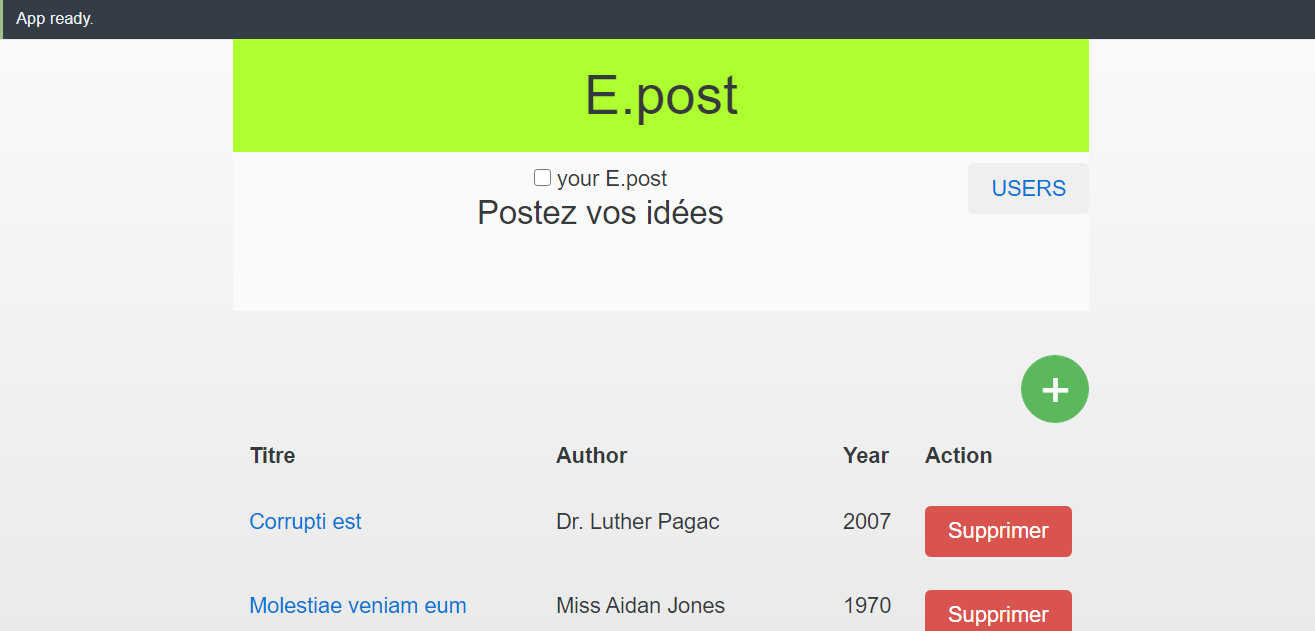 App ready.
E.post
your E.post
USERS
Postez vos idées
+
Titre Author Year Action
Corrupti est Dr. Luther Pagac 2007 Supprimer
Molestiae veniam eum Miss Aidan Jones 1970 Supprimer